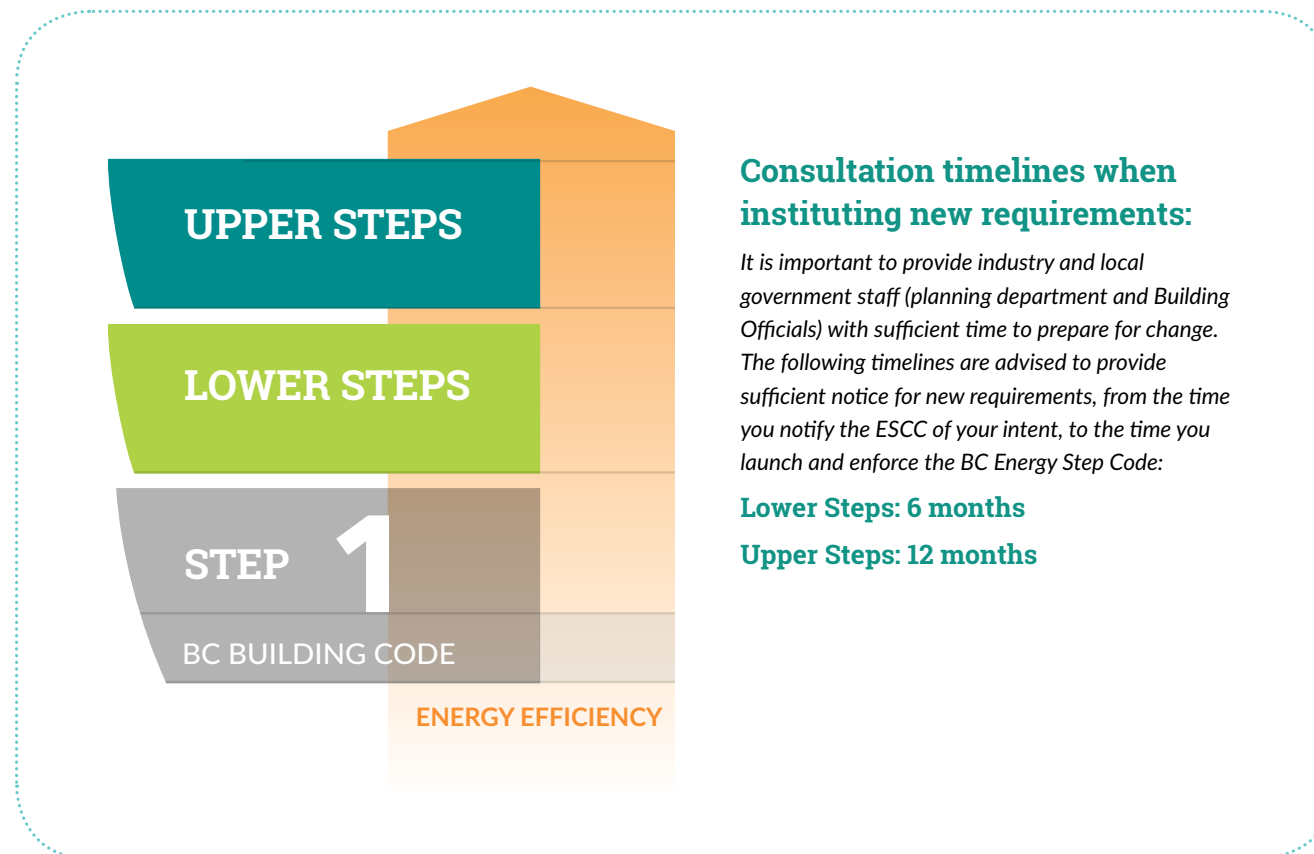 UPPER STEPS
LOWER STEPS
STEP 1
BC BUILDING CODE
ENERGY EFFICIENCY
Consultation timelines when
instituting new requirements:
It is important to provide industry and local
government staff (planning department and Building
Officials) with sufficient time to prepare for change.
The following timelines are advised to provide
sufficient notice for new requirements, from the time
you notify the ESCC of your intent, to the time you
launch and enforce the BC Energy Step Code:
Lower Steps: 6 months
Upper Steps: 12 months